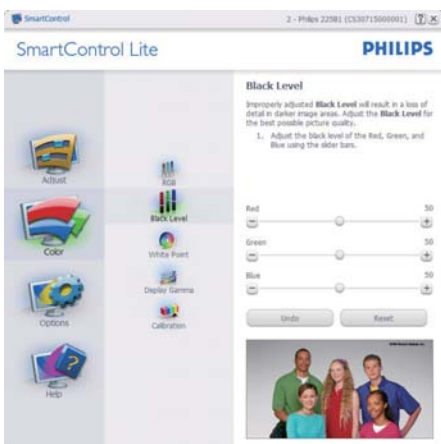 SmartControl
2 - Philips 225B1 (CS30715000001)
SmartControl Lite
PHILIPS
Adjust
Color
Options
Help
RGB
Black Level
White Point
Display Gamma
Calibration
Black Level
Improperly adjusted Black Level will result in a loss of
detail in darker image areas. Adjust the Black Level for
the best possible picture quality.
1. Adjust the black level of the Red, Green, and
Blue using the slider bars.
Red 50
Green 50
Blue 50
Undo Reset